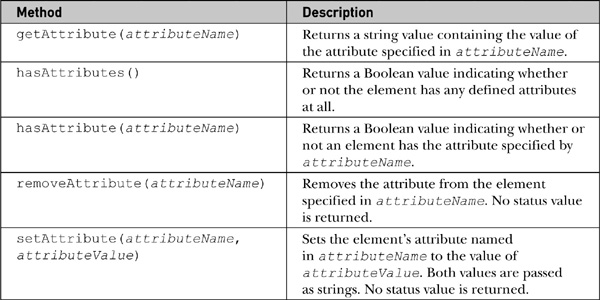 Method
Description
getAttribute(attributeName)
Returns a string value containing the value of
the attribute specified in attributeName.
hasAttributes()
Returns a Boolean value indicating whether
or not the element has any defined attributes
at all.
hasAttribute(attributeName)
Returns a Boolean value indicating whether or
not an element has the attribute specified by
attributeName.
removeAttribute(attributeName)
Removes the attribute from the element
specified in attributeName. No status value
is returned.
setAttribute(attributeName,
attributeValue)
Sets the element’s attribute named
in attributeName to the value of
attributeValue. Both values are passed
as strings. No status value is returned.